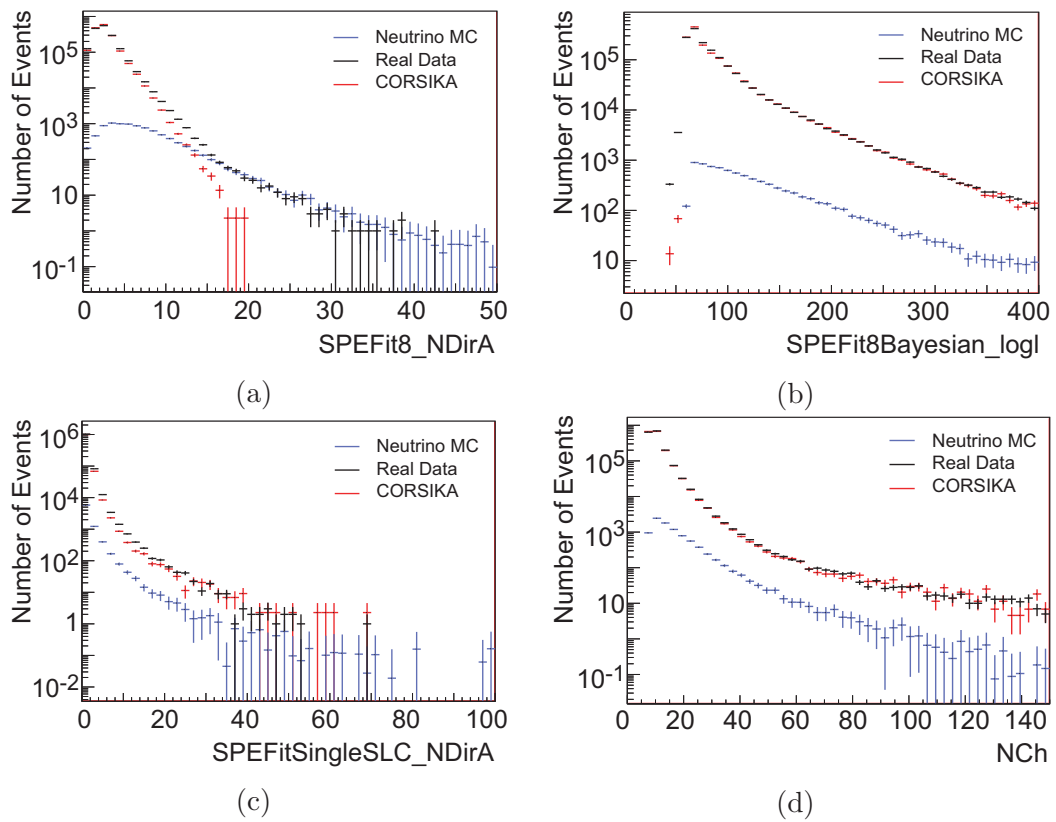 Number of Events
10^5
10^3
10
10^-1
Neutrino MC
Real Data
CORSIKA
0 10 20 30 40 50
SPEFit8_NDirA
(a)
Number of Events
10^5
10^4
10^3
10^2
10
Neutrino MC
Real Data
CORSIKA
0 100 200 300 400
SPEFit8Bayesian_logl
(b)
Number of Events
10^6
10^4
10^2
1
10^-2
Neutrino MC
Real Data
CORSIKA
0 20 40 60 80 100
SPEFitSingleSLC_NDirA
(c)
Number of Events
10^5
10^3
10
10^-1
Neutrino MC
Real Data
CORSIKA
0 20 40 60 80 100 120 140
NCh
(d)